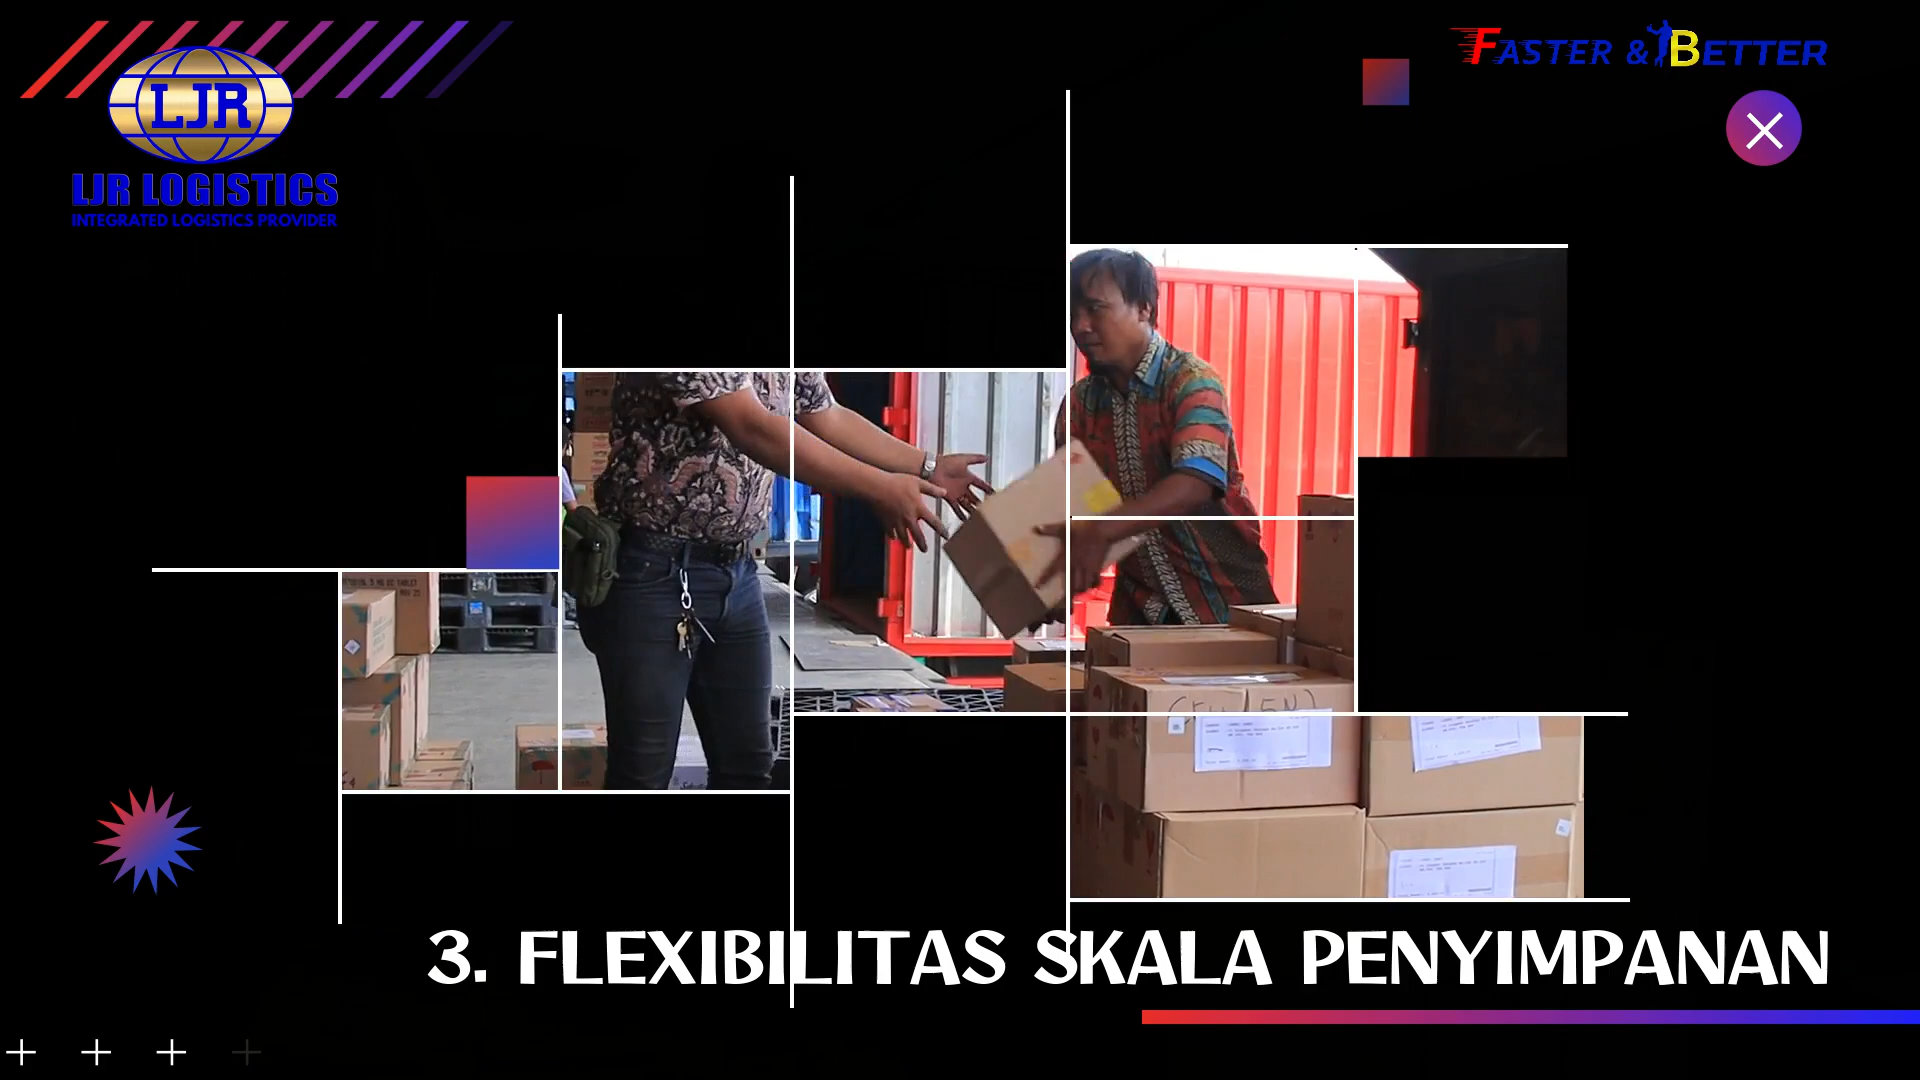 LJR
LJR LOGISTICS
INTEGRATED LOGISTICS PROVIDER
FASTER & BETTER
3. FLEXIBILITAS SKALA PENYIMPANAN